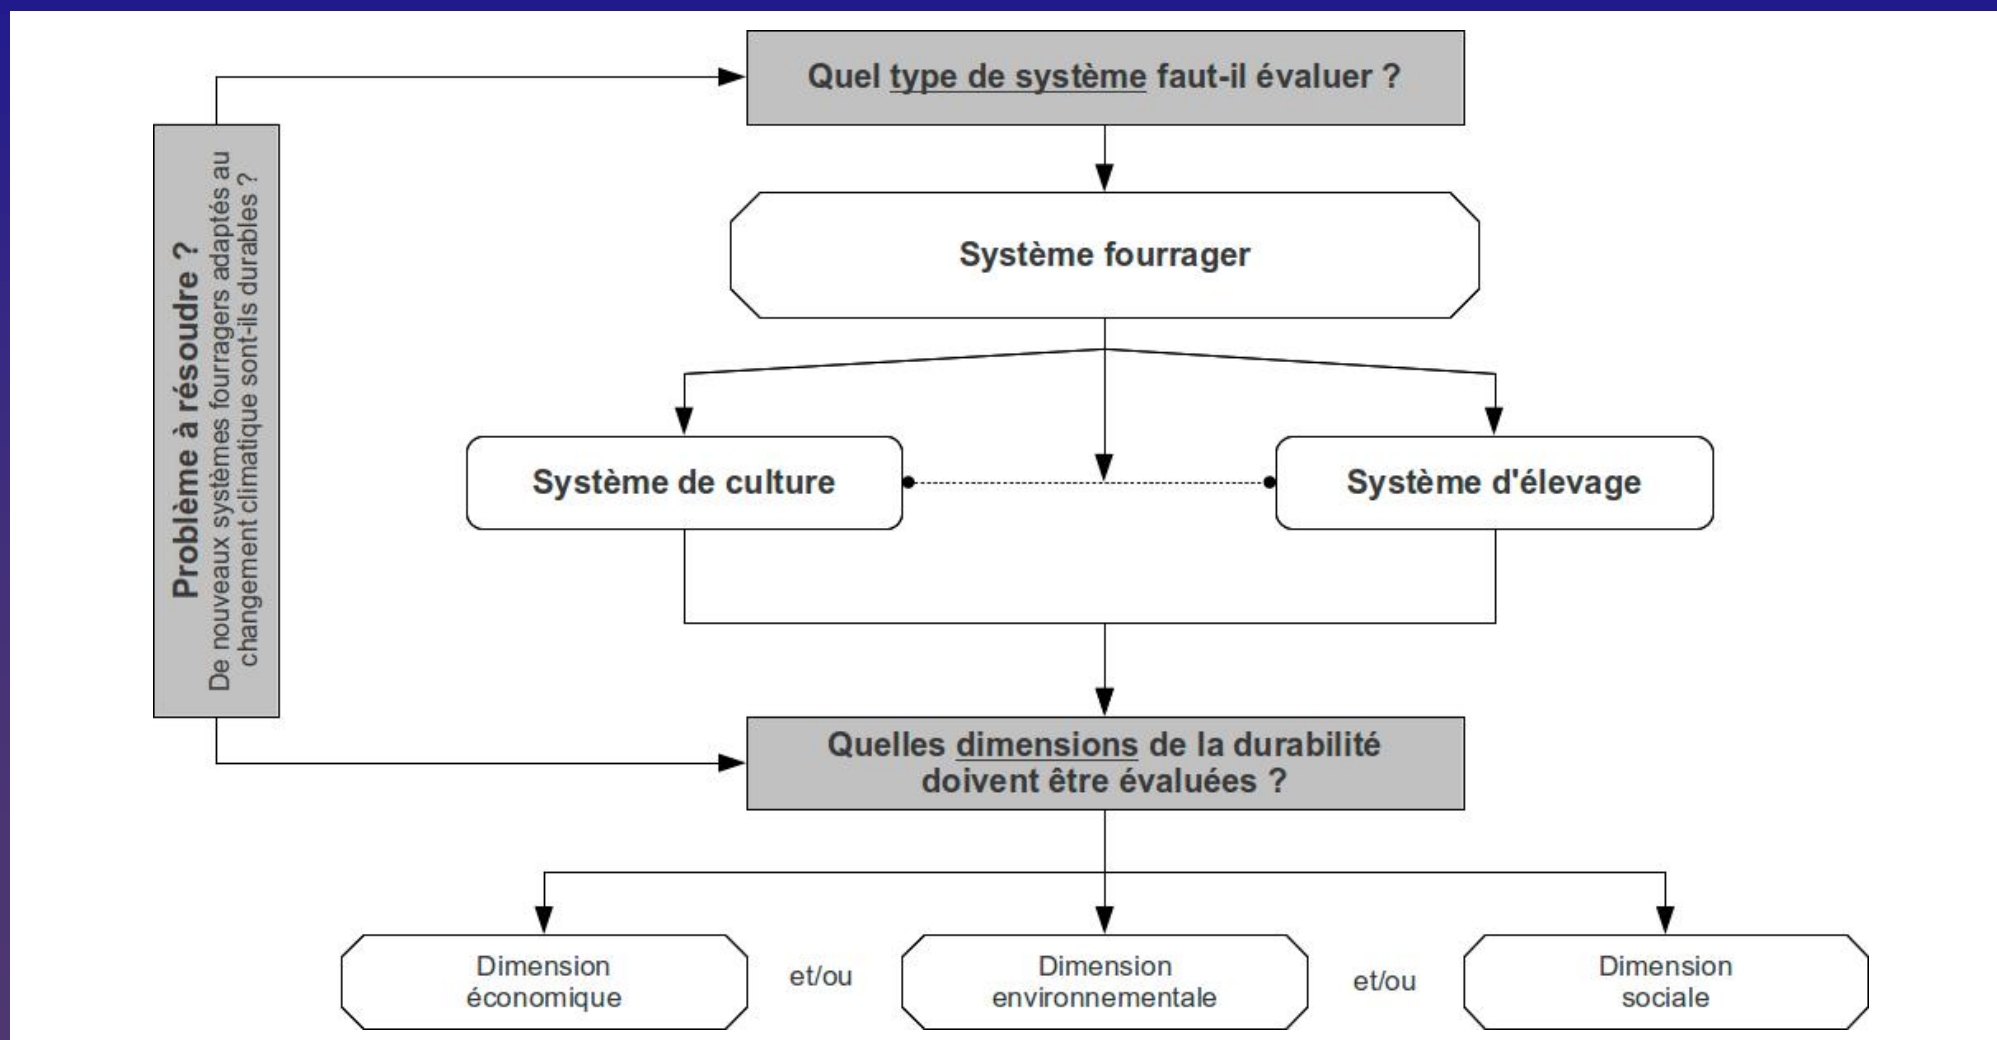 Quel type de système faut-il évaluer ?
Problème à résoudre ?
De nouveaux systèmes fourragers adaptés au
changement climatique sont-ils durables ?
Système fourrager
Système de culture
Système d'élevage
Quelles dimensions de la durabilité
doivent être évaluées ?
Dimension
économique
et/ou
Dimension
environnementale
et/ou
Dimension
sociale